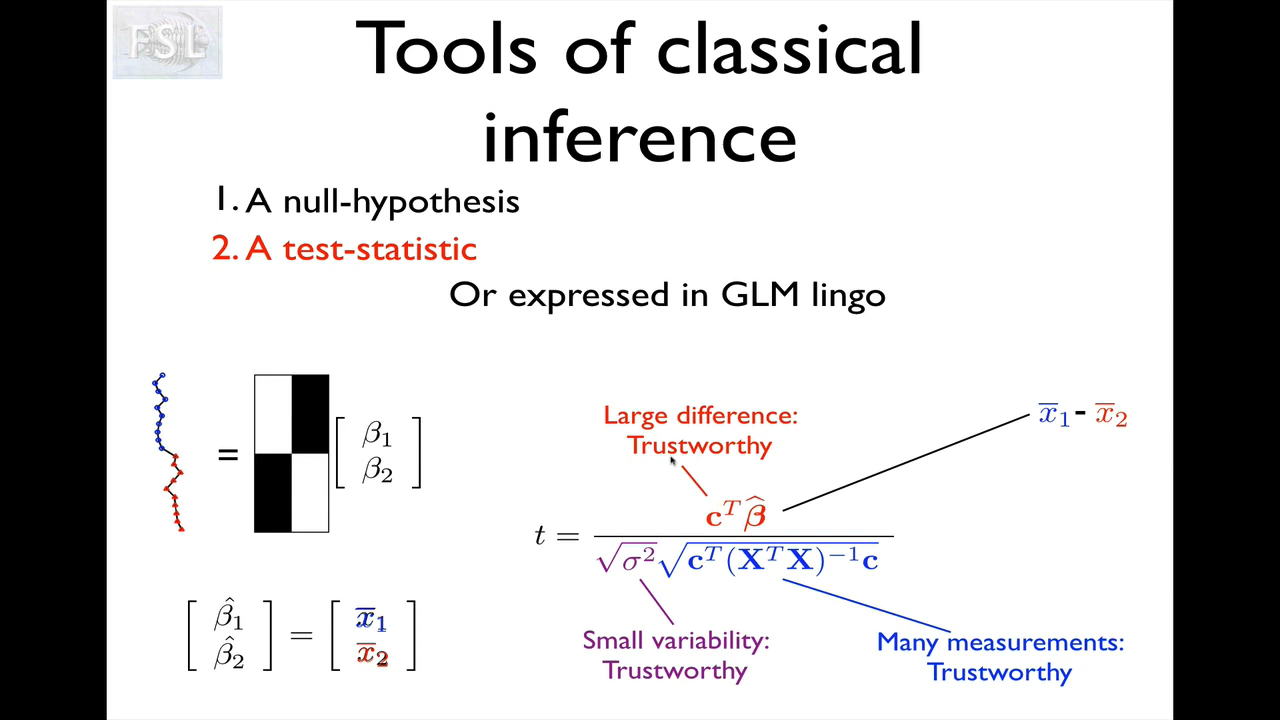 FSL
Tools of classical
inference
1. A null-hypothesis
2. A test-statistic
Or expressed in GLM lingo
=
[ β₁ ]
[ β₂ ]
Large difference:
Trustworthy
x̅₁ - x̅₂
t = cᵀβ̂ / √σ² √cᵀ(XᵀX)⁻¹c
[ β̂₁ ] = [ x̅₁ ]
[ β̂₂ ] [ x̅₂ ]
Small variability:
Trustworthy
Many measurements:
Trustworthy